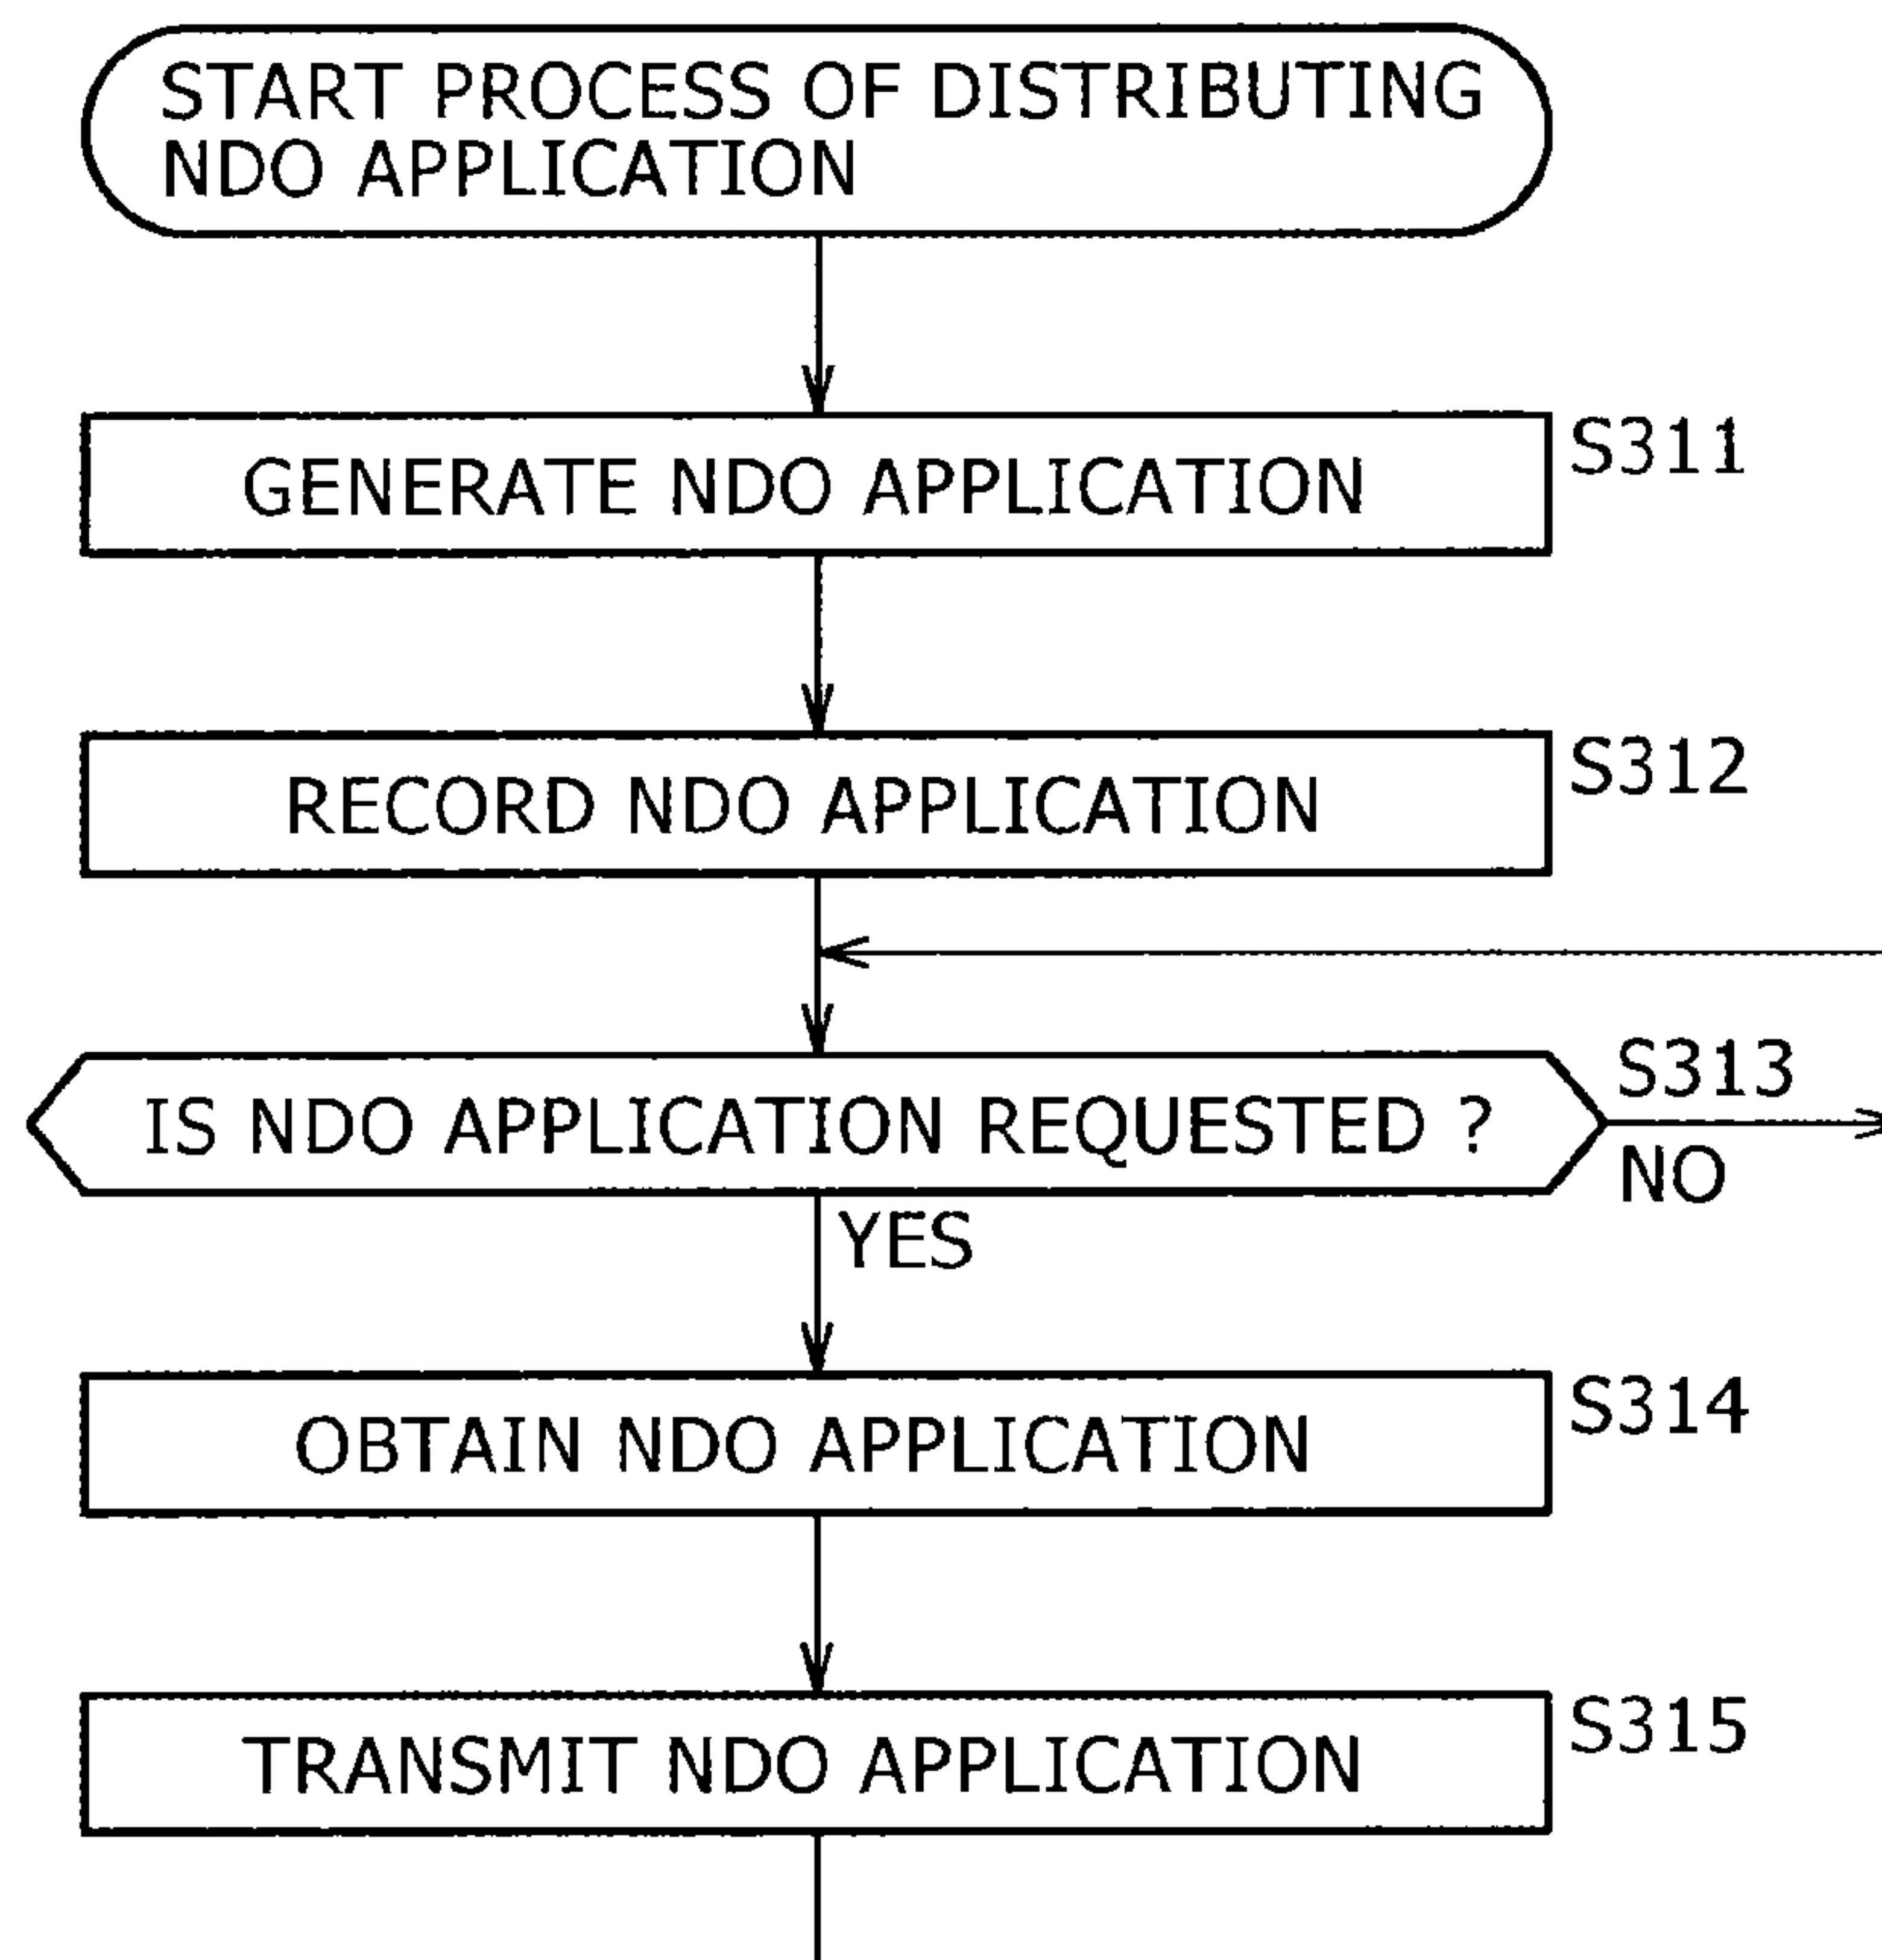 START PROCESS OF DISTRIBUTING
NDO APPLICATION
GENERATE NDO APPLICATION
S311
RECORD NDO APPLICATION
S312
IS NDO APPLICATION REQUESTED ?
S313
NO
YES
OBTAIN NDO APPLICATION
S314
TRANSMIT NDO APPLICATION
S315